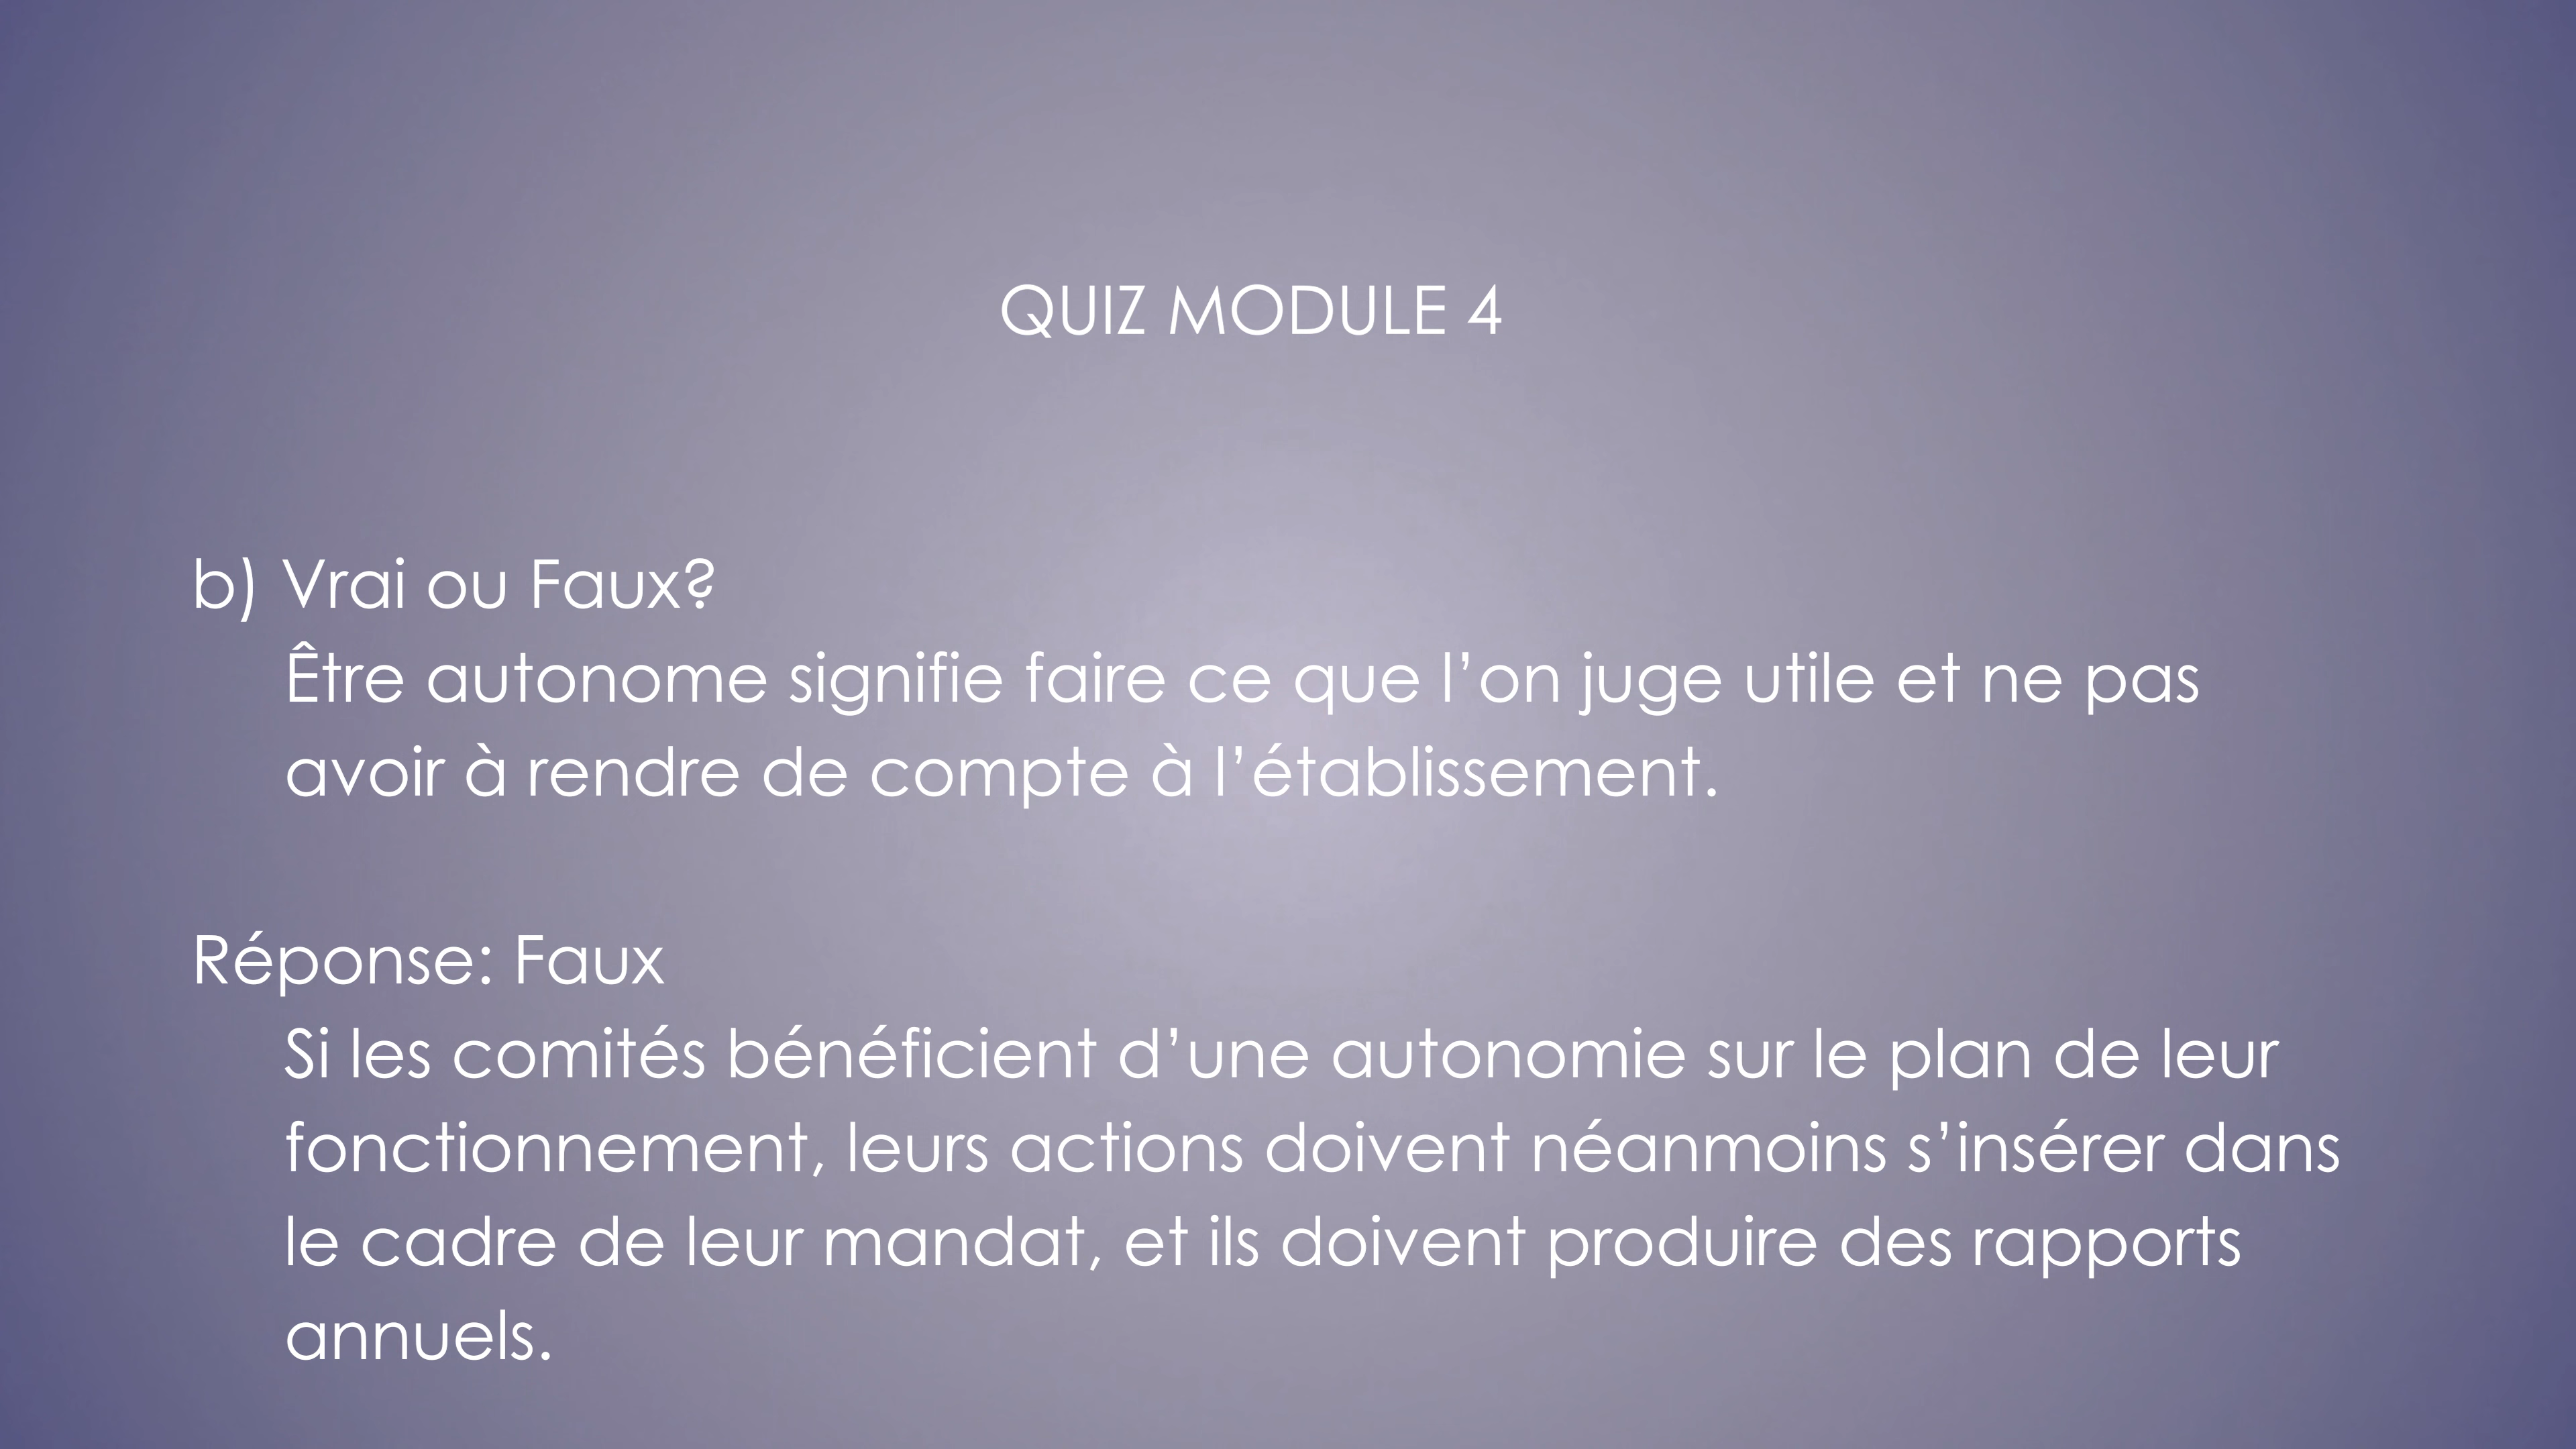 QUIZ MODULE 4
b) Vrai ou Faux?
Être autonome signifie faire ce que l’on juge utile et ne pas
avoir à rendre de compte à l’établissement.
Réponse: Faux
Si les comités bénéficient d’une autonomie sur le plan de leur
fonctionnement, leurs actions doivent néanmoins s’insérer dans
le cadre de leur mandat, et ils doivent produire des rapports
annuels.